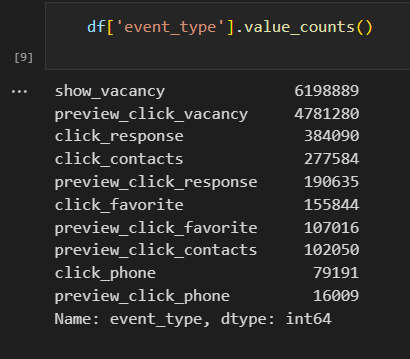 df['event_type'].value_counts()
[9]
...
show_vacancy 6198889
preview_click_vacancy 4781280
click_response 384090
click_contacts 277584
preview_click_response 190635
click_favorite 155844
preview_click_favorite 107016
preview_click_contacts 102050
click_phone 79191
preview_click_phone 16009
Name: event_type, dtype: int64